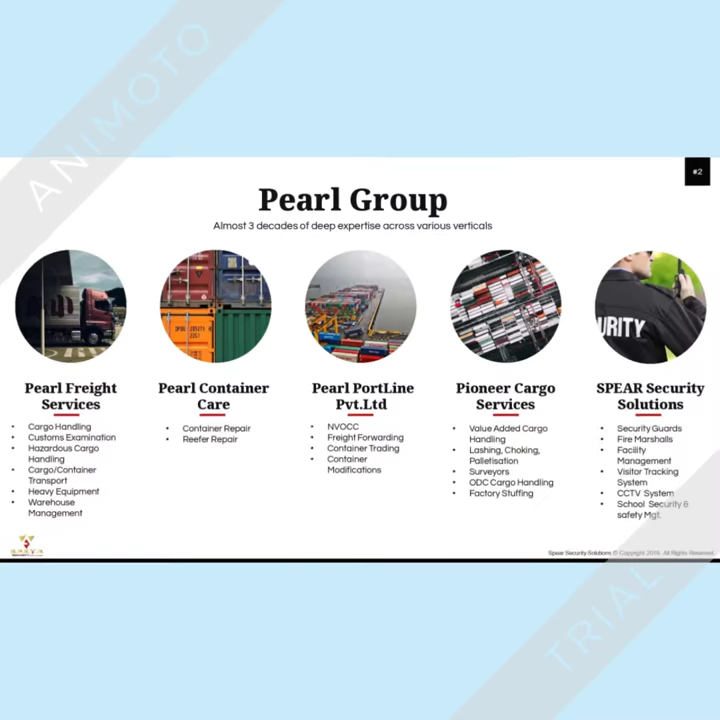 ANIMOTO
#2
Pearl Group
Almost 3 decades of deep expertise across various verticals
URITY
Pearl Freight
Services
• Cargo Handling
• Customs Examination
• Hazardous Cargo
Handling
• Cargo/Container
Transport
• Heavy Equipment
• Warehouse
Management
Pearl Container
Care
• Container Repair
• Reefer Repair
Pearl PortLine
Pvt.Ltd
• NVOCC
• Freight Forwarding
• Container Trading
• Container
Modifications
Pioneer Cargo
Services
• Value Added Cargo
Handling
• Lashing, Choking,
Palletisation
• Surveyors
• ODC Cargo Handling
• Factory Stuffing
SPEAR Security
Solutions
• Security Guards
• Fire Marshalls
• Facility
Management
• Visitor Tracking
System
• CCTV System
• School Security &
safety Mgt.
Spear Security Solutions © Copyright 2019. All Rights Reserved.
TRIAL